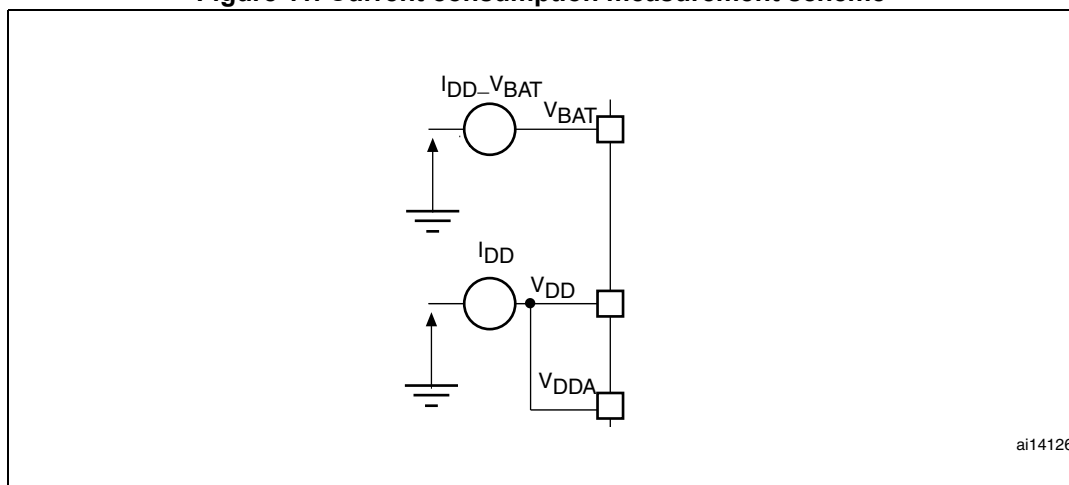 Figure 11. Current consumption measurement scheme
IDD_VBAT
VBAT
IDD
VDD
VDDA
ai14126